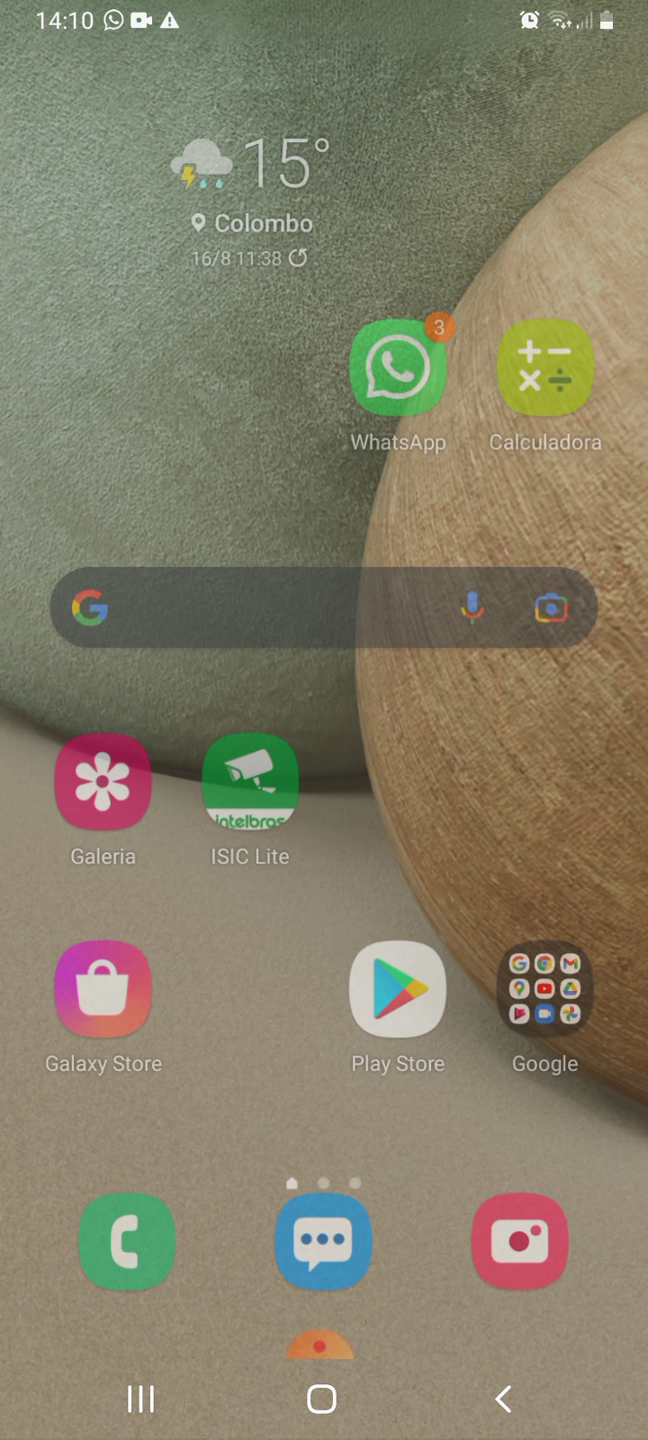 14:10
15°
Colombo
16/8 11:38
3
WhatsApp
Calculadora
intelbras
Galeria
ISIC Lite
Galaxy Store
Play Store
Google